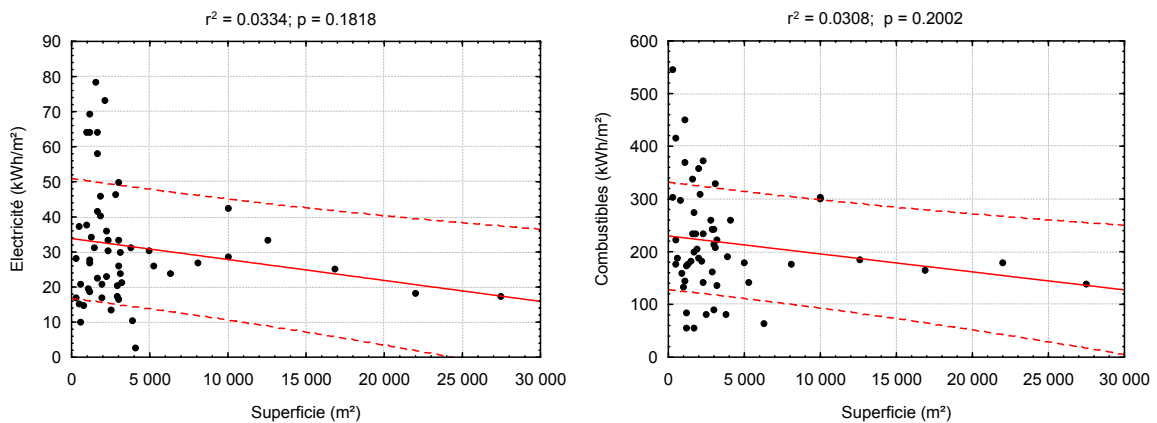 r² = 0.0334; p = 0.1818
90
80
70
60
50
40
30
20
10
0
Electricité (kWh/m²)
0 5 000 10 000 15 000 20 000 25 000 30 000
Superficie (m²)
r² = 0.0308; p = 0.2002
600
500
400
300
200
100
0
Combustibles (kWh/m²)
0 5 000 10 000 15 000 20 000 25 000 30 000
Superficie (m²)